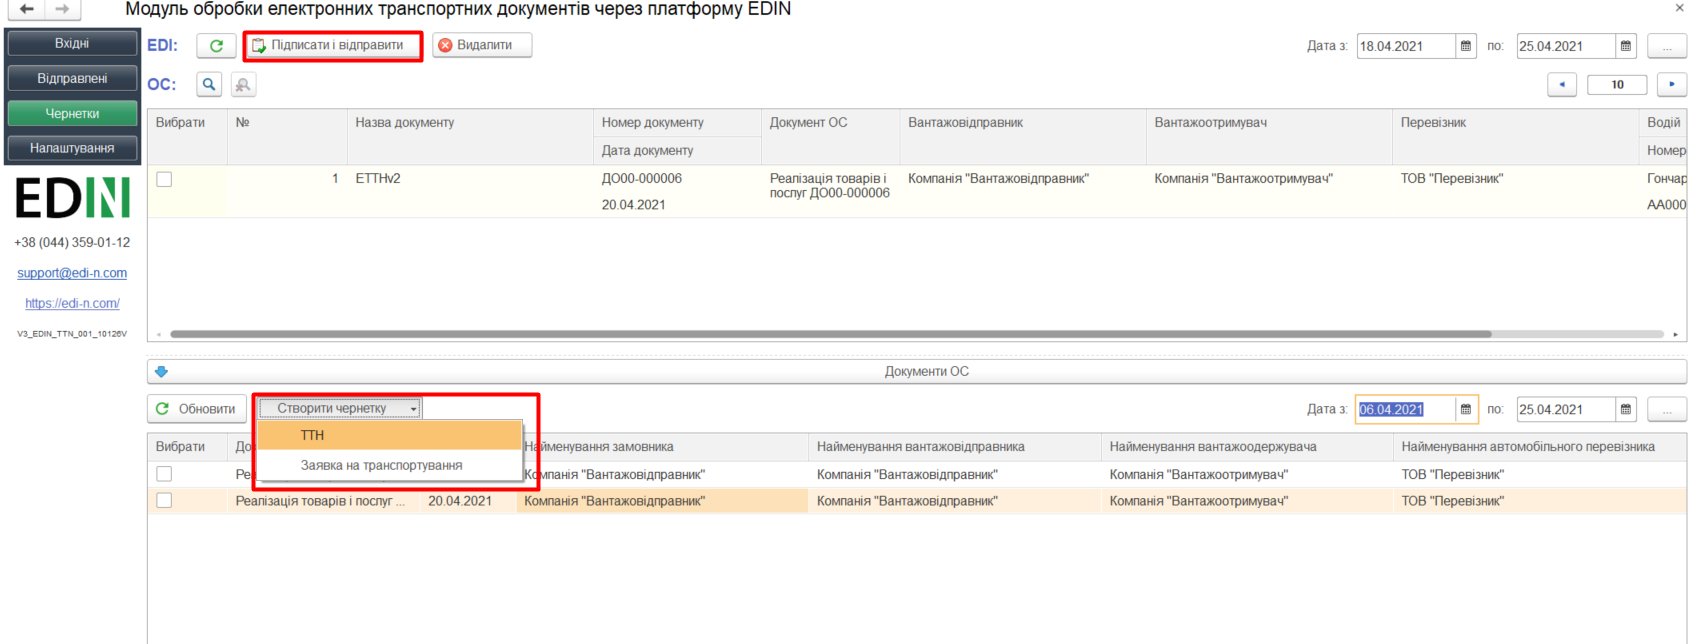 Модуль обробки електронних транспортних документів через платформу EDIN
Вхідні
Відправлені
Чернетки
Налаштування
EDIN
+38 (044) 359-01-12
support@edi-n.com
https://edi-n.com/
V3_EDIN_TTN_001_10126V
EDI: Підписати і відправити Видалити Дата з: 18.04.2021 по: 25.04.2021 ...
ОС: 10
Вибрати № Назва документу Номер документу Документ ОС Вантажовідправник Вантажоотримувач Перевізник Водій
Дата документу Номер
1 ЕТТНv2 ДО00-000006 Реалізація товарів і Компанія "Вантажовідправник" Компанія "Вантажоотримувач" ТОВ "Перевізник" Гончар
послуг ДО00-000006
20.04.2021 АА000
Документи ОС
Обновити Створити чернетку Дата з: 06.04.2021 по: 25.04.2021 ...
ТТН
Заявка на транспортування
Вибрати До Найменування замовника Найменування вантажовідправника Найменування вантажоодержувача Найменування автомобільного перевізника
Ре Компанія "Вантажовідправник" Компанія "Вантажовідправник" Компанія "Вантажоотримувач" ТОВ "Перевізник"
Реалізація товарів і послуг ... 20.04.2021 Компанія "Вантажовідправник" Компанія "Вантажовідправник" Компанія "Вантажоотримувач" ТОВ "Перевізник"